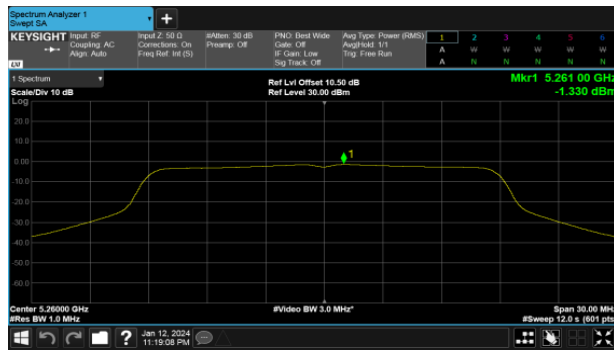 Spectrum Analyzer 1
Swept SA
+
KEYSIGHT Input: RF Input Z: 50 Ω #Atten: 30 dB PNO: Best Wide Avg Type: Power (RMS) 1 2 3 4 5 6
Coupling: AC Corrections: On Preamp: Off Gate: Off Avg|Hold: 1/1 A W W W W W
Align: Auto Freq Ref: Int (S) IF Gain: Low Trig: Free Run
Sig Track: Off A N N N N N
LXI
1 Spectrum Ref Lvl Offset 10.50 dB Mkr1 5.261 00 GHz
Scale/Div 10 dB Ref Level 30.00 dBm -1.330 dBm
Log
20.0
10.0
0.00
1
-10.0
-20.0
-30.0
-40.0
-50.0
-60.0
Center 5.26000 GHz #Video BW 3.0 MHz* Span 30.00 MHz
#Res BW 1.0 MHz #Sweep 12.0 s (601 pts)
? Jan 12, 2024
11:19:08 PM